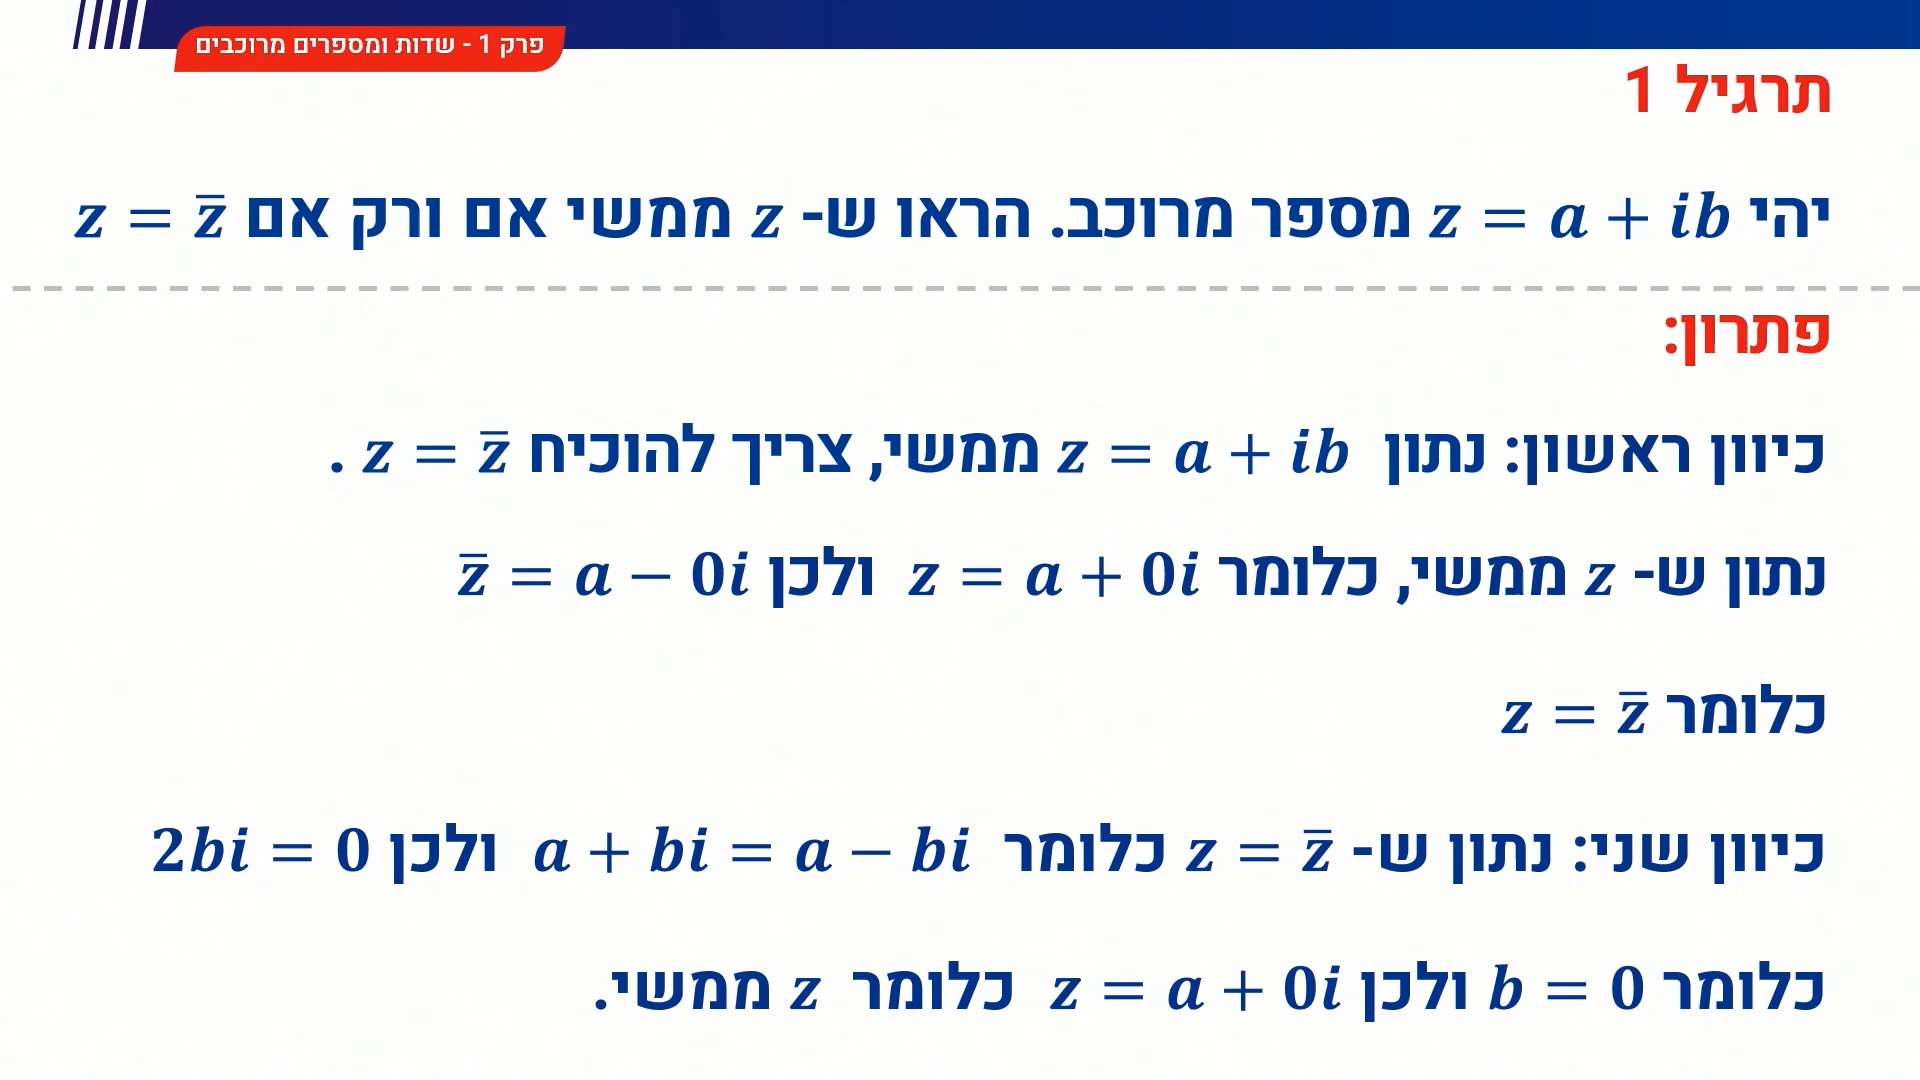 פרק 1 - שדות ומספרים מרוכבים
תרגיל 1
יהי z = a + ib מספר מרוכב. הראו ש- z ממשי אם ורק אם z = z̄
פתרון:
כיוון ראשון: נתון z = a + ib ממשי, צריך להוכיח z = z̄ .
נתון ש- z ממשי, כלומר z = a + 0i ולכן z̄ = a − 0i
כלומר z = z̄
כיוון שני: נתון ש- z = z̄ כלומר a + bi = a − bi ולכן 2bi = 0
כלומר b = 0 ולכן z = a + 0i כלומר z ממשי.